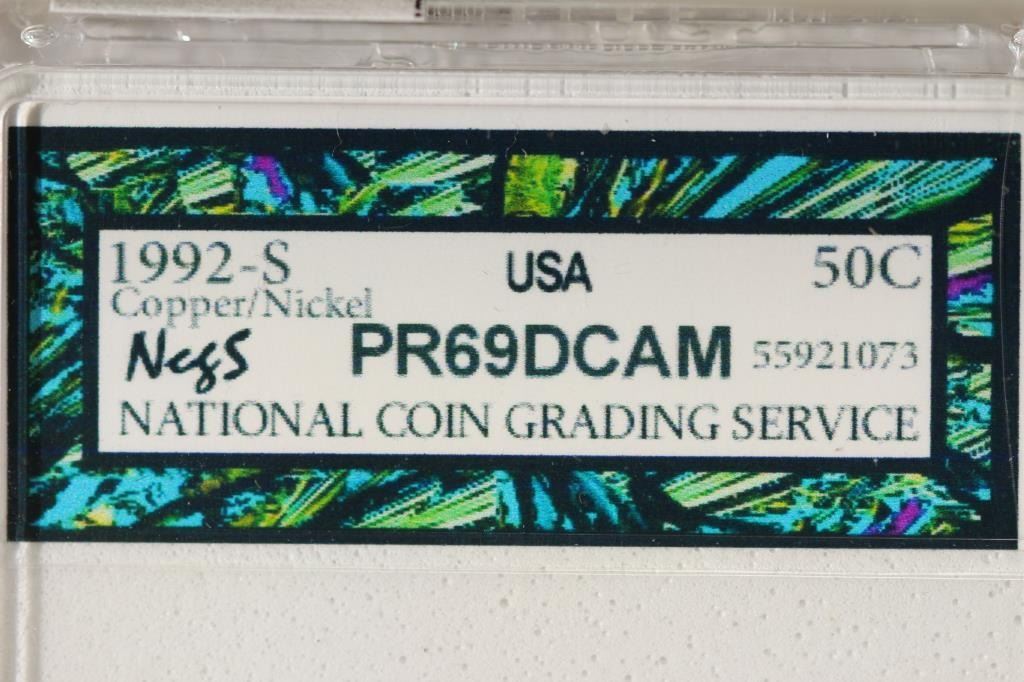 1992-S USA 50C
Copper/Nickel
NcgS PR69DCAM 55921073
NATIONAL COIN GRADING SERVICE